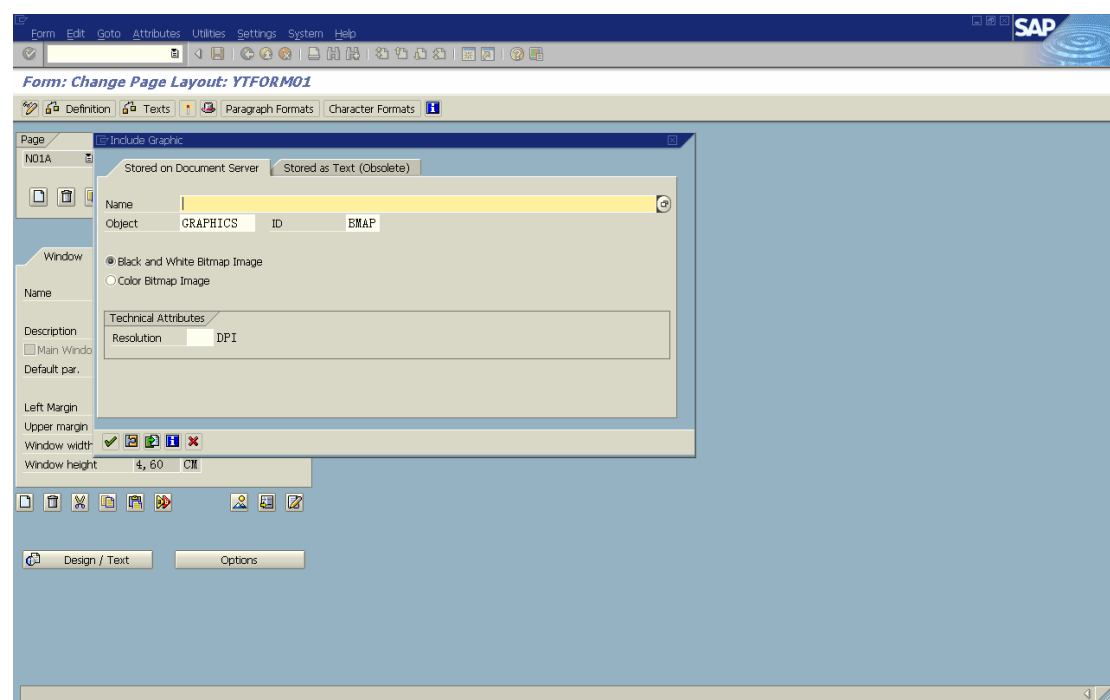 Form Edit Goto Attributes Utilities Settings System Help
SAP
Form: Change Page Layout: YTFORM01
Definition Texts Paragraph Formats Character Formats
Page
N01A
Include Graphic
Stored on Document Server Stored as Text (Obsolete)
Name
Object GRAPHICS ID BMAP
Black and White Bitmap Image
Color Bitmap Image
Technical Attributes
Resolution DPI
Window
Name
Description
Main Windo
Default par.
Left Margin
Upper margin
Window width
Window height 4,60 CM
Design / Text Options